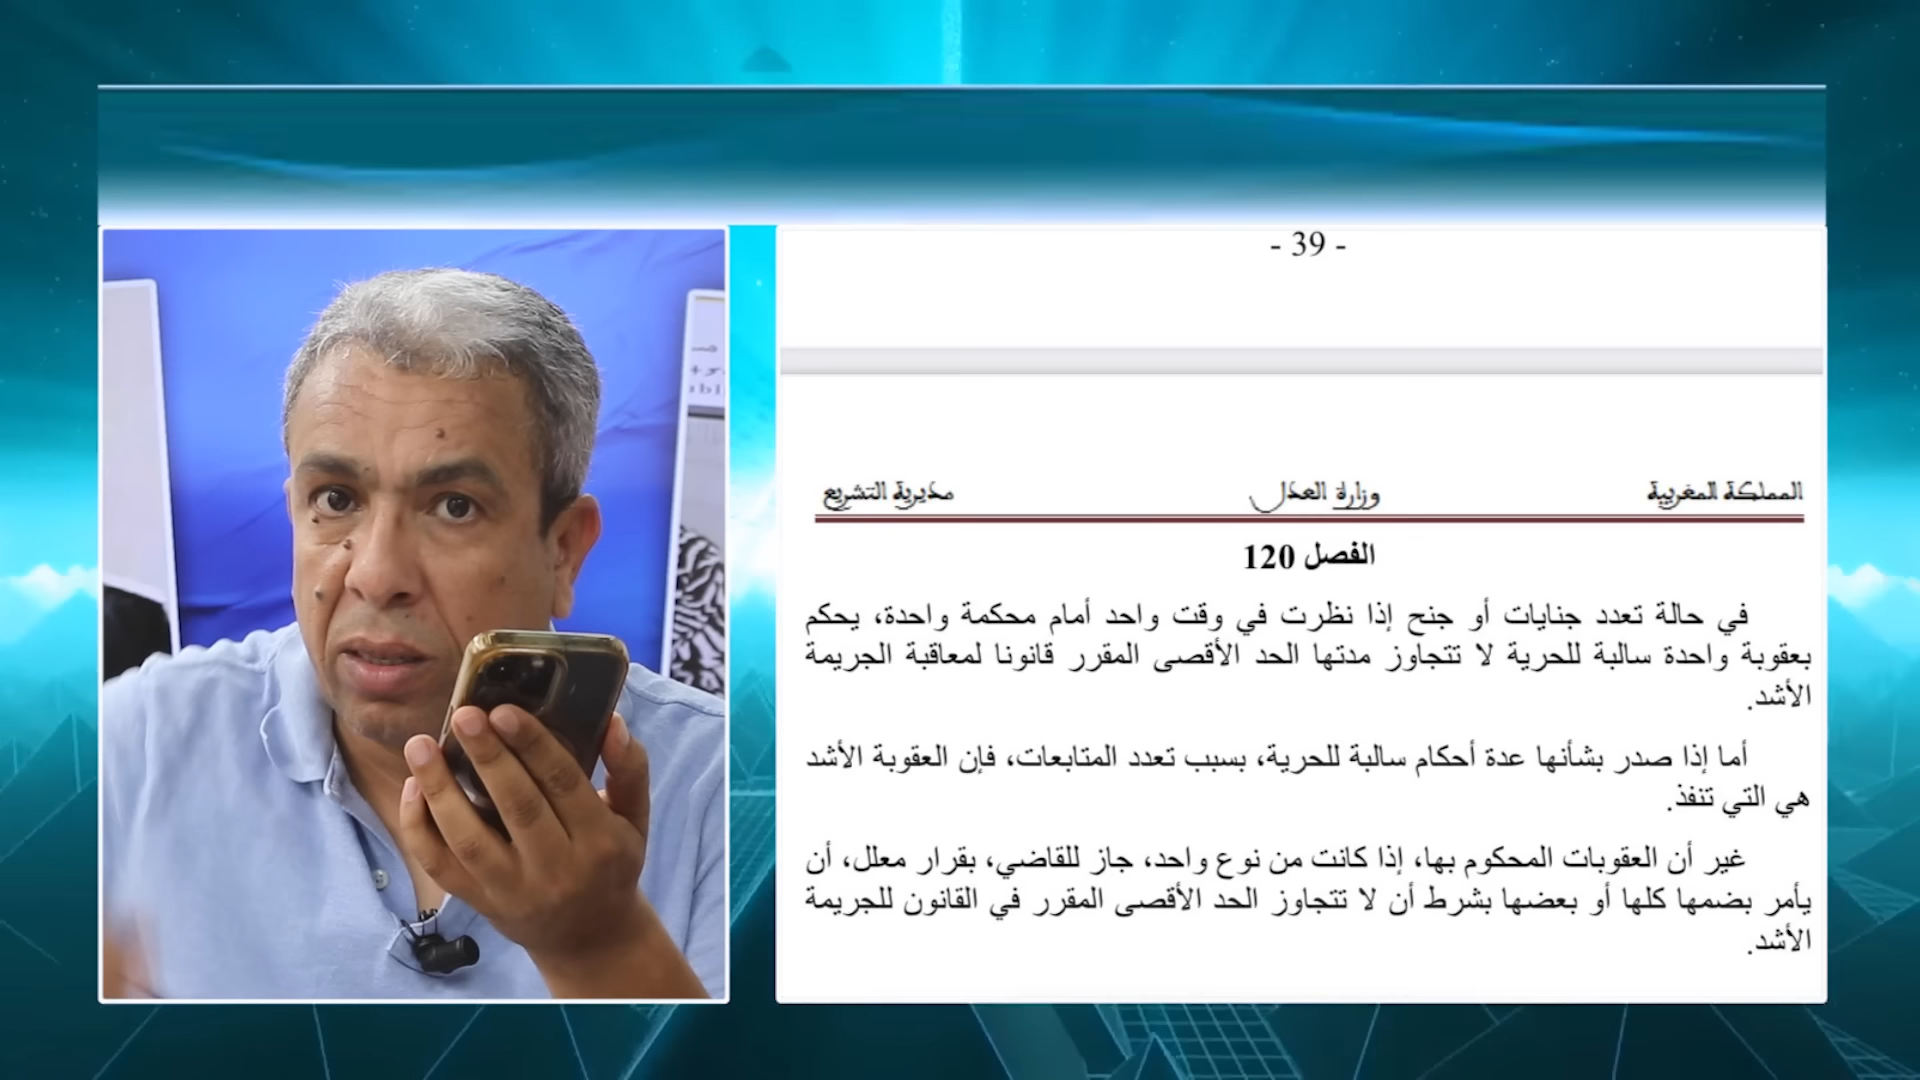 - 39 -
المملكة المغربية
وزارة العدل
مديرية التشريع
الفصل 120
في حالة تعدد جنايات أو جنح إذا نظرت في وقت واحد أمام محكمة واحدة، يحكم
بعقوبة واحدة سالبة للحرية لا تتجاوز مدتها الحد الأقصى المقرر قانونا لمعاقبة الجريمة
الأشد.
أما إذا صدر بشأنها عدة أحكام سالبة للحرية، بسبب تعدد المتابعات، فإن العقوبة الأشد
هي التي تنفذ.
غير أن العقوبات المحكوم بها، إذا كانت من نوع واحد، جاز للقاضي، بقرار معلل، أن
يأمر بضمها كلها أو بعضها بشرط أن لا تتجاوز الحد الأقصى المقرر في القانون للجريمة
الأشد.